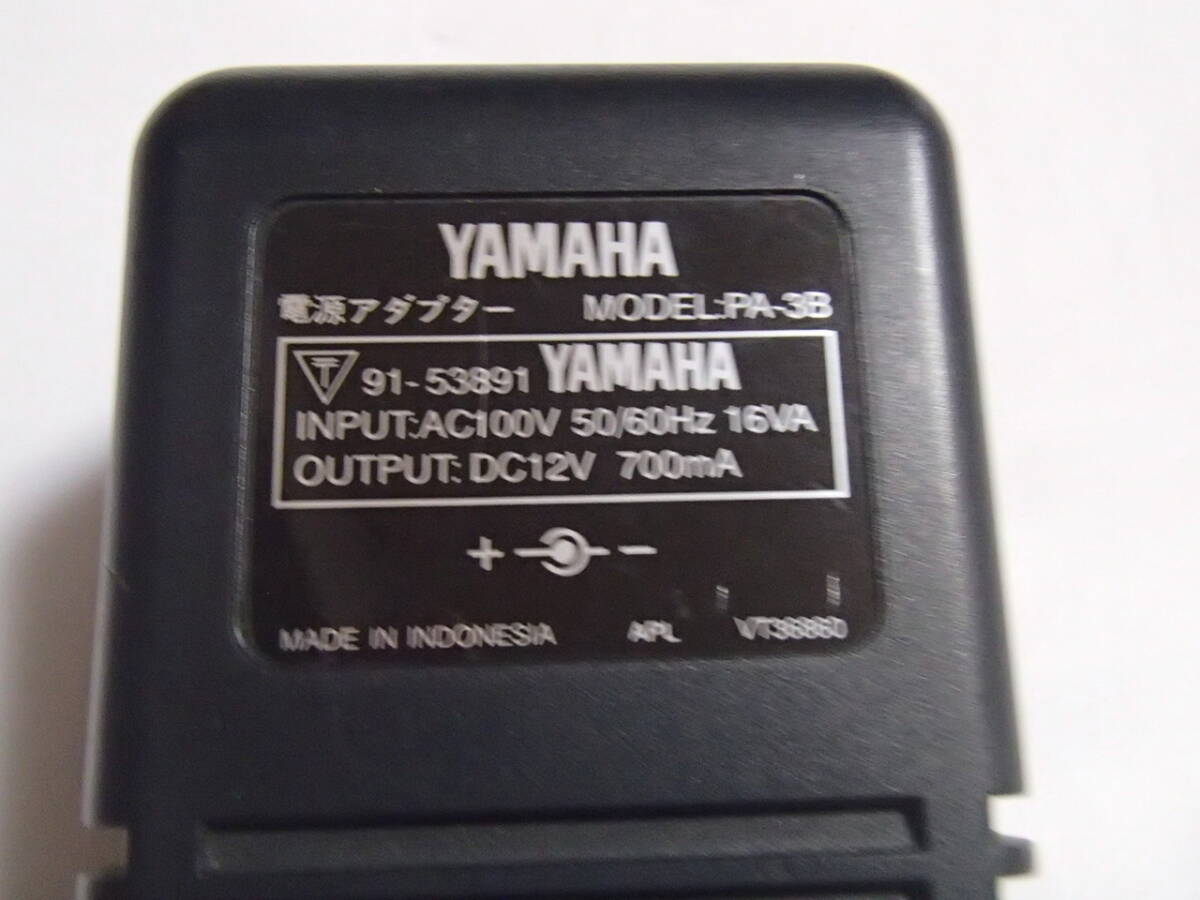 YAMAHA
電源アダプター MODEL:PA-3B
〒 91-53891 YAMAHA
INPUT:AC100V 50/60Hz 16VA
OUTPUT: DC12V 700mA
+ -
MADE IN INDONESIA APL VT36860